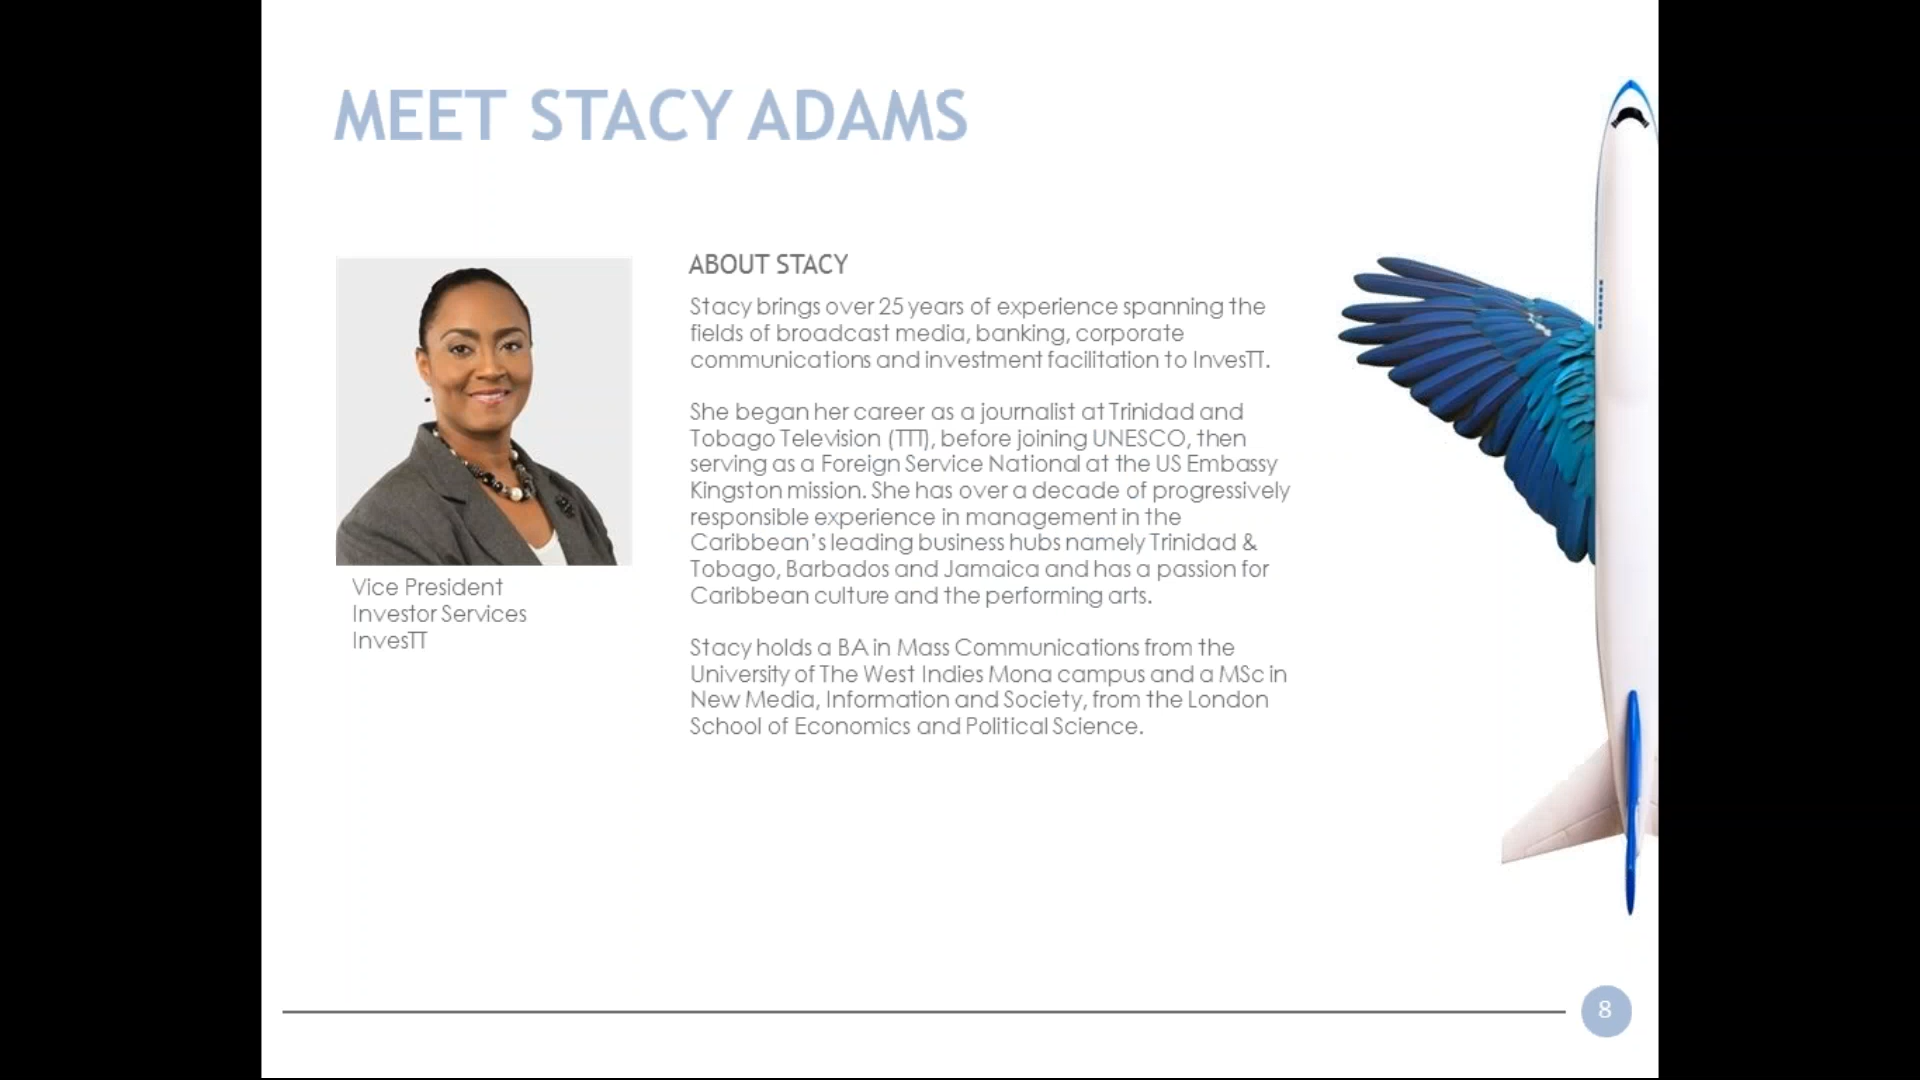 MEET STACY ADAMS
ABOUT STACY
Stacy brings over 25 years of experience spanning the
fields of broadcast media, banking, corporate
communications and investment facilitation to InvesTT.
She began her career as a journalist at Trinidad and
Tobago Television (TTT), before joining UNESCO, then
serving as a Foreign Service National at the US Embassy
Kingston mission. She has over a decade of progressively
responsible experience in management in the
Caribbean’s leading business hubs namely Trinidad &
Tobago, Barbados and Jamaica and has a passion for
Caribbean culture and the performing arts.
Stacy holds a BA in Mass Communications from the
University of The West Indies Mona campus and a MSc in
New Media, Information and Society, from the London
School of Economics and Political Science.
Vice President
Investor Services
InvesTT
8